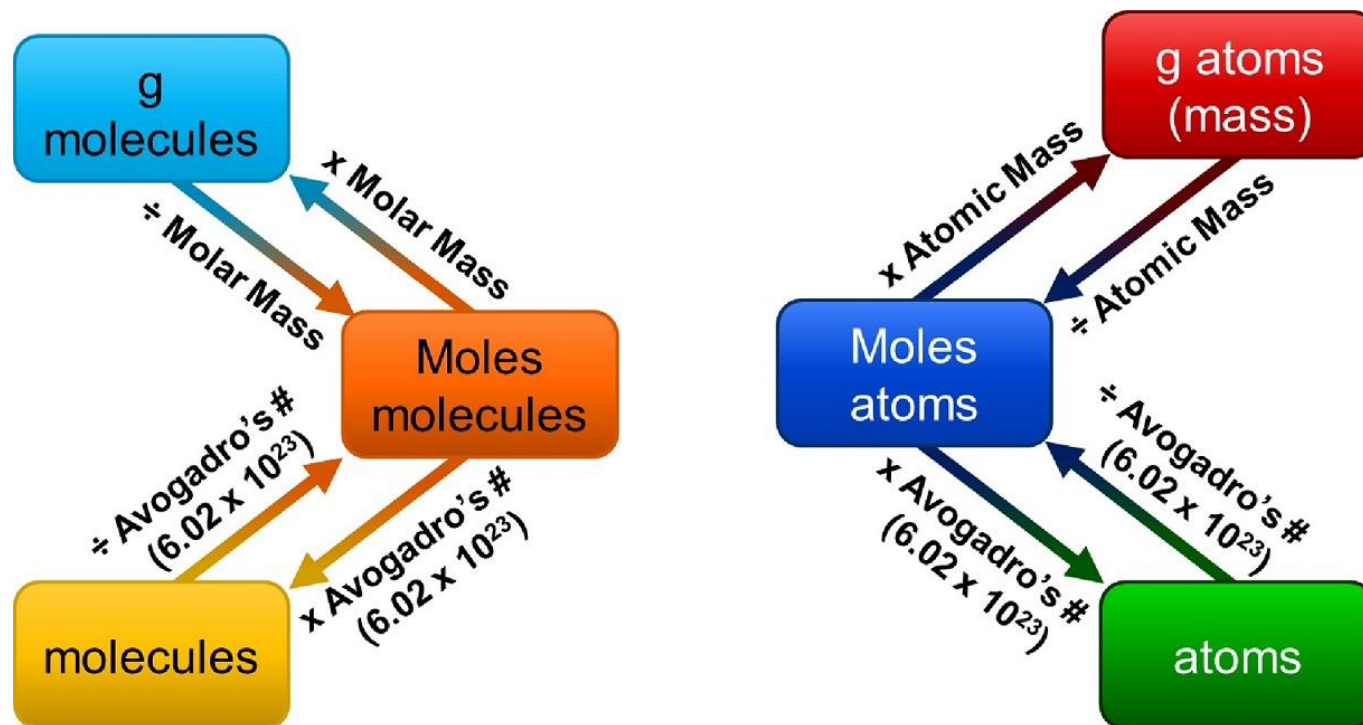 g
molecules
÷ Molar Mass
x Molar Mass
Moles
molecules
÷ Avogadro’s #
(6.02 x 10²³)
x Avogadro’s #
(6.02 x 10²³)
molecules
g atoms
(mass)
x Atomic Mass
÷ Atomic Mass
Moles
atoms
x Avogadro’s #
(6.02 x 10²³)
÷ Avogadro’s #
(6.02 x 10²³)
atoms